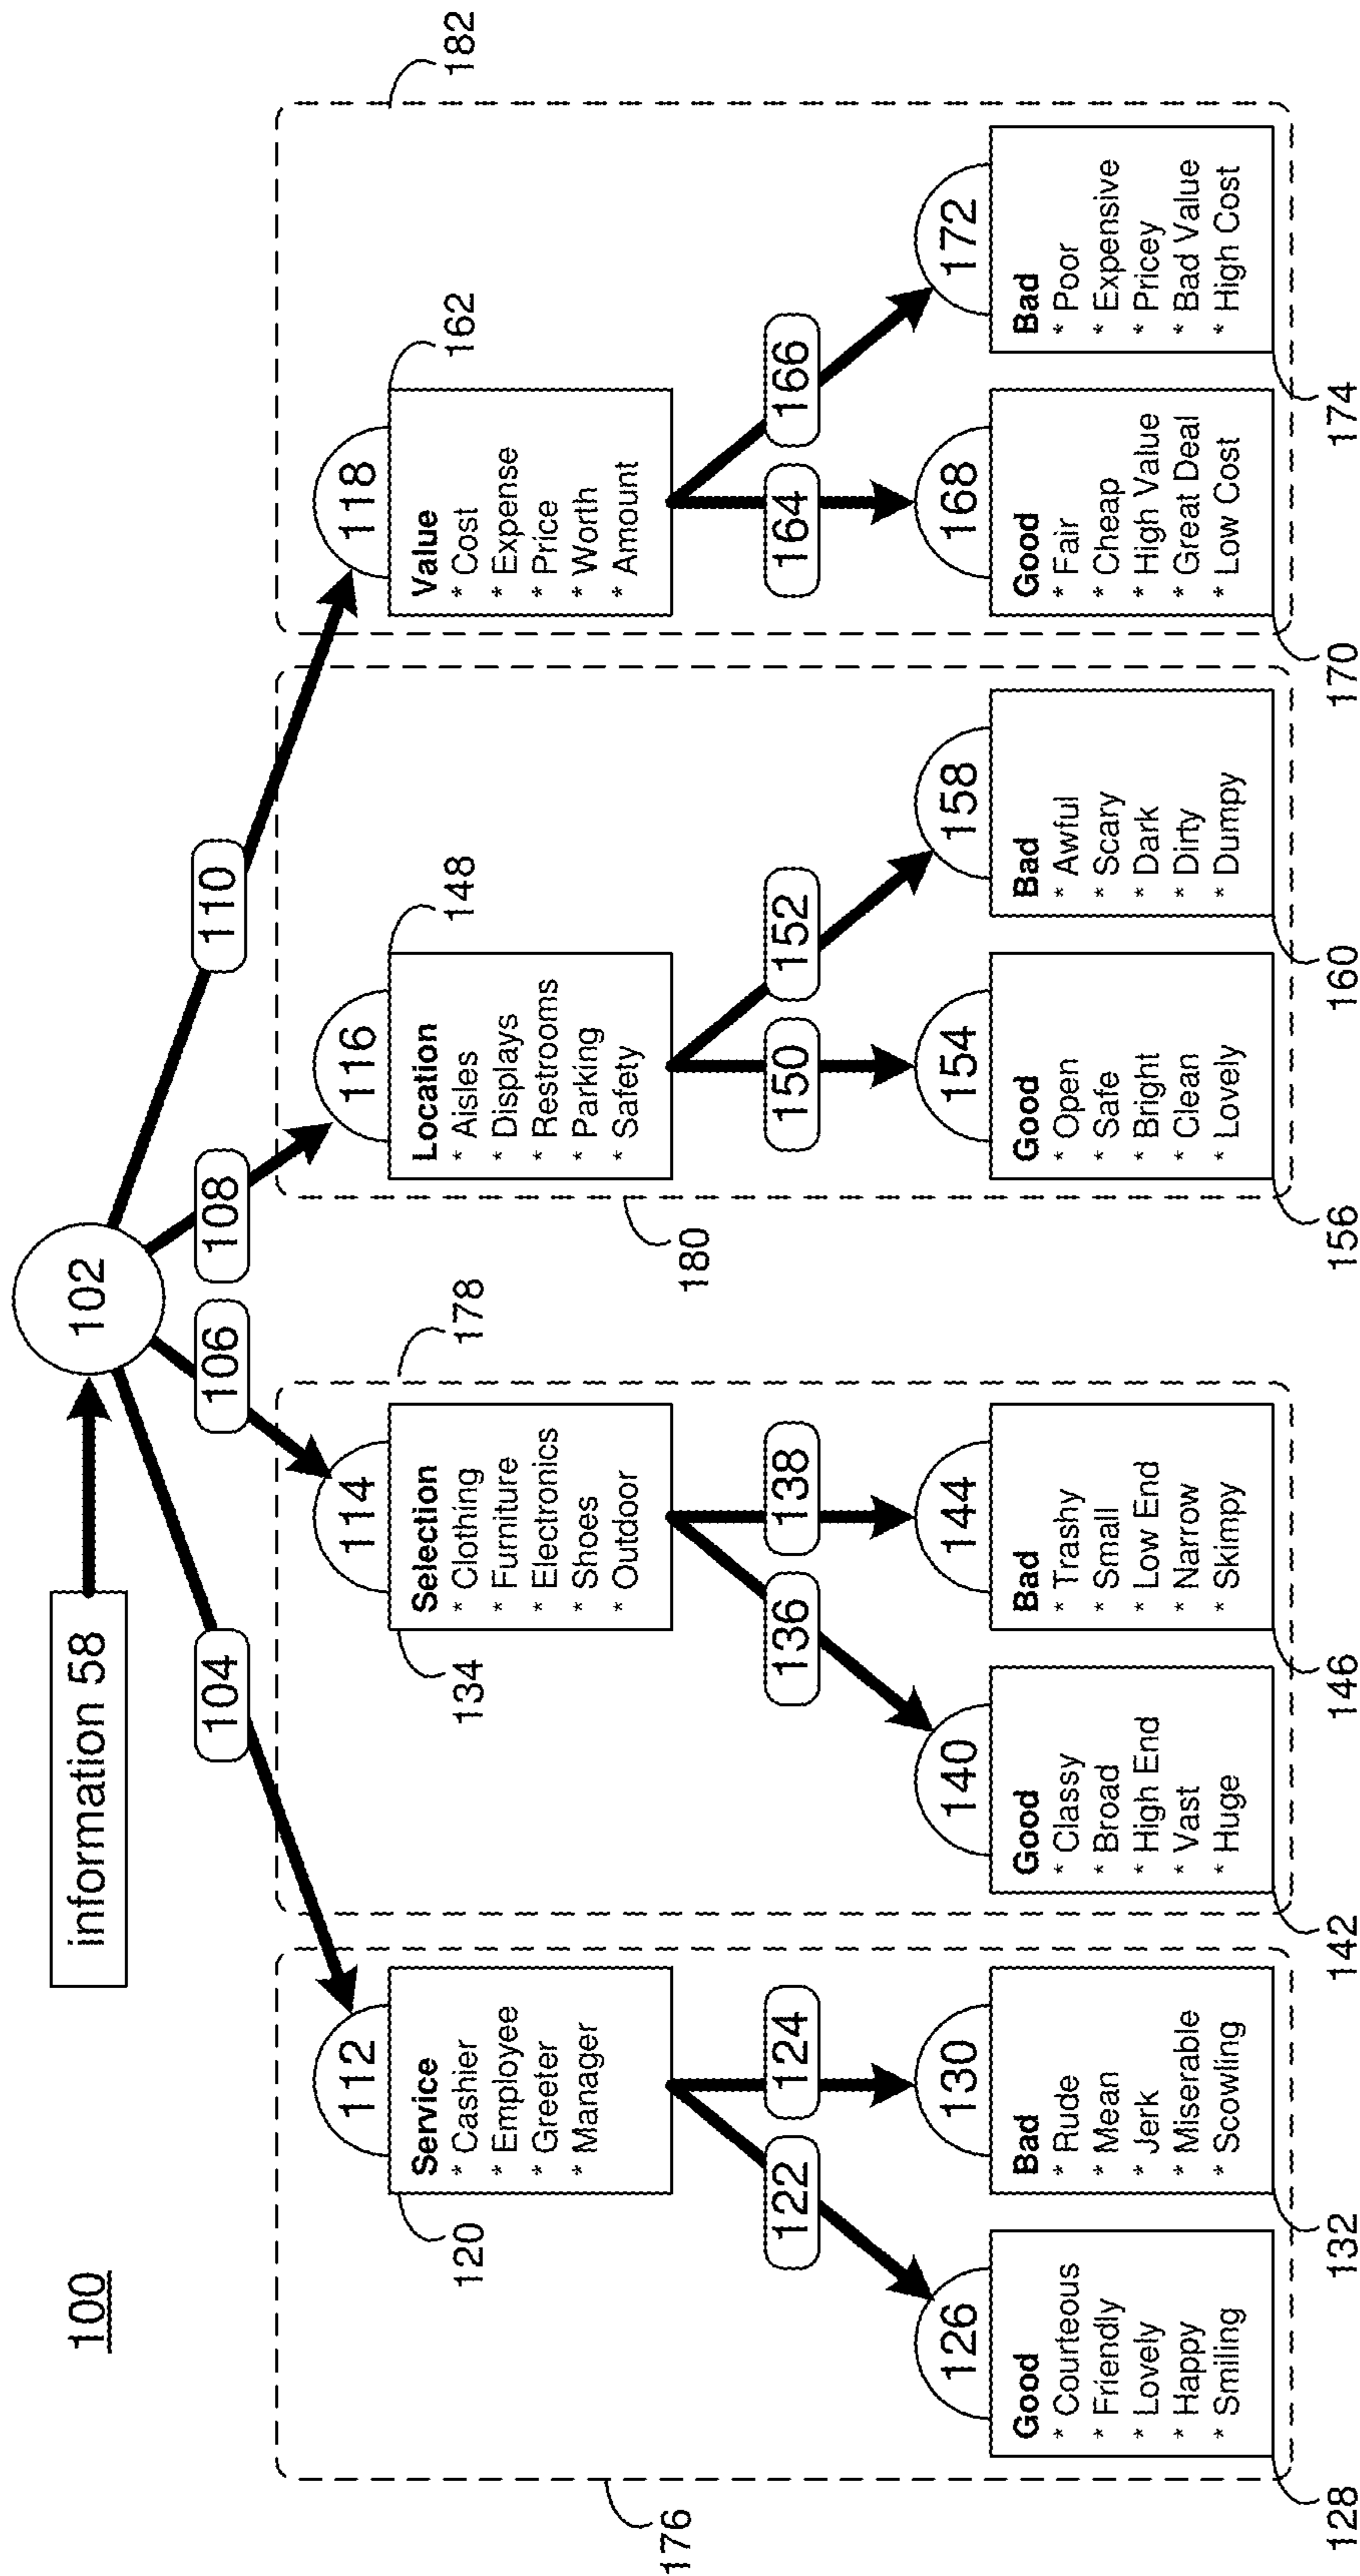 100
information 58
102
104
106
108
110
112
114
116
118
120
Service
* Cashier
* Employee
* Greeter
* Manager
134
Selection
* Clothing
* Furniture
* Electronics
* Shoes
* Outdoor
178
148
Location
* Aisles
* Displays
* Restrooms
* Parking
* Safety
180
162
Value
* Cost
* Expense
* Price
* Worth
* Amount
182
122
124
136
138
150
152
164
166
126
130
140
144
154
158
168
172
176
Good
* Courteous
* Friendly
* Lovely
* Happy
* Smiling
128
Bad
* Rude
* Mean
* Jerk
* Miserable
* Scowling
132
Good
* Classy
* Broad
* High End
* Vast
* Huge
142
Bad
* Trashy
* Small
* Low End
* Narrow
* Skimpy
146
Good
* Open
* Safe
* Bright
* Clean
* Lovely
156
Bad
* Awful
* Scary
* Dark
* Dirty
* Dumpy
160
Good
* Fair
* Cheap
* High Value
* Great Deal
* Low Cost
170
Bad
* Poor
* Expensive
* Pricey
* Bad Value
* High Cost
174